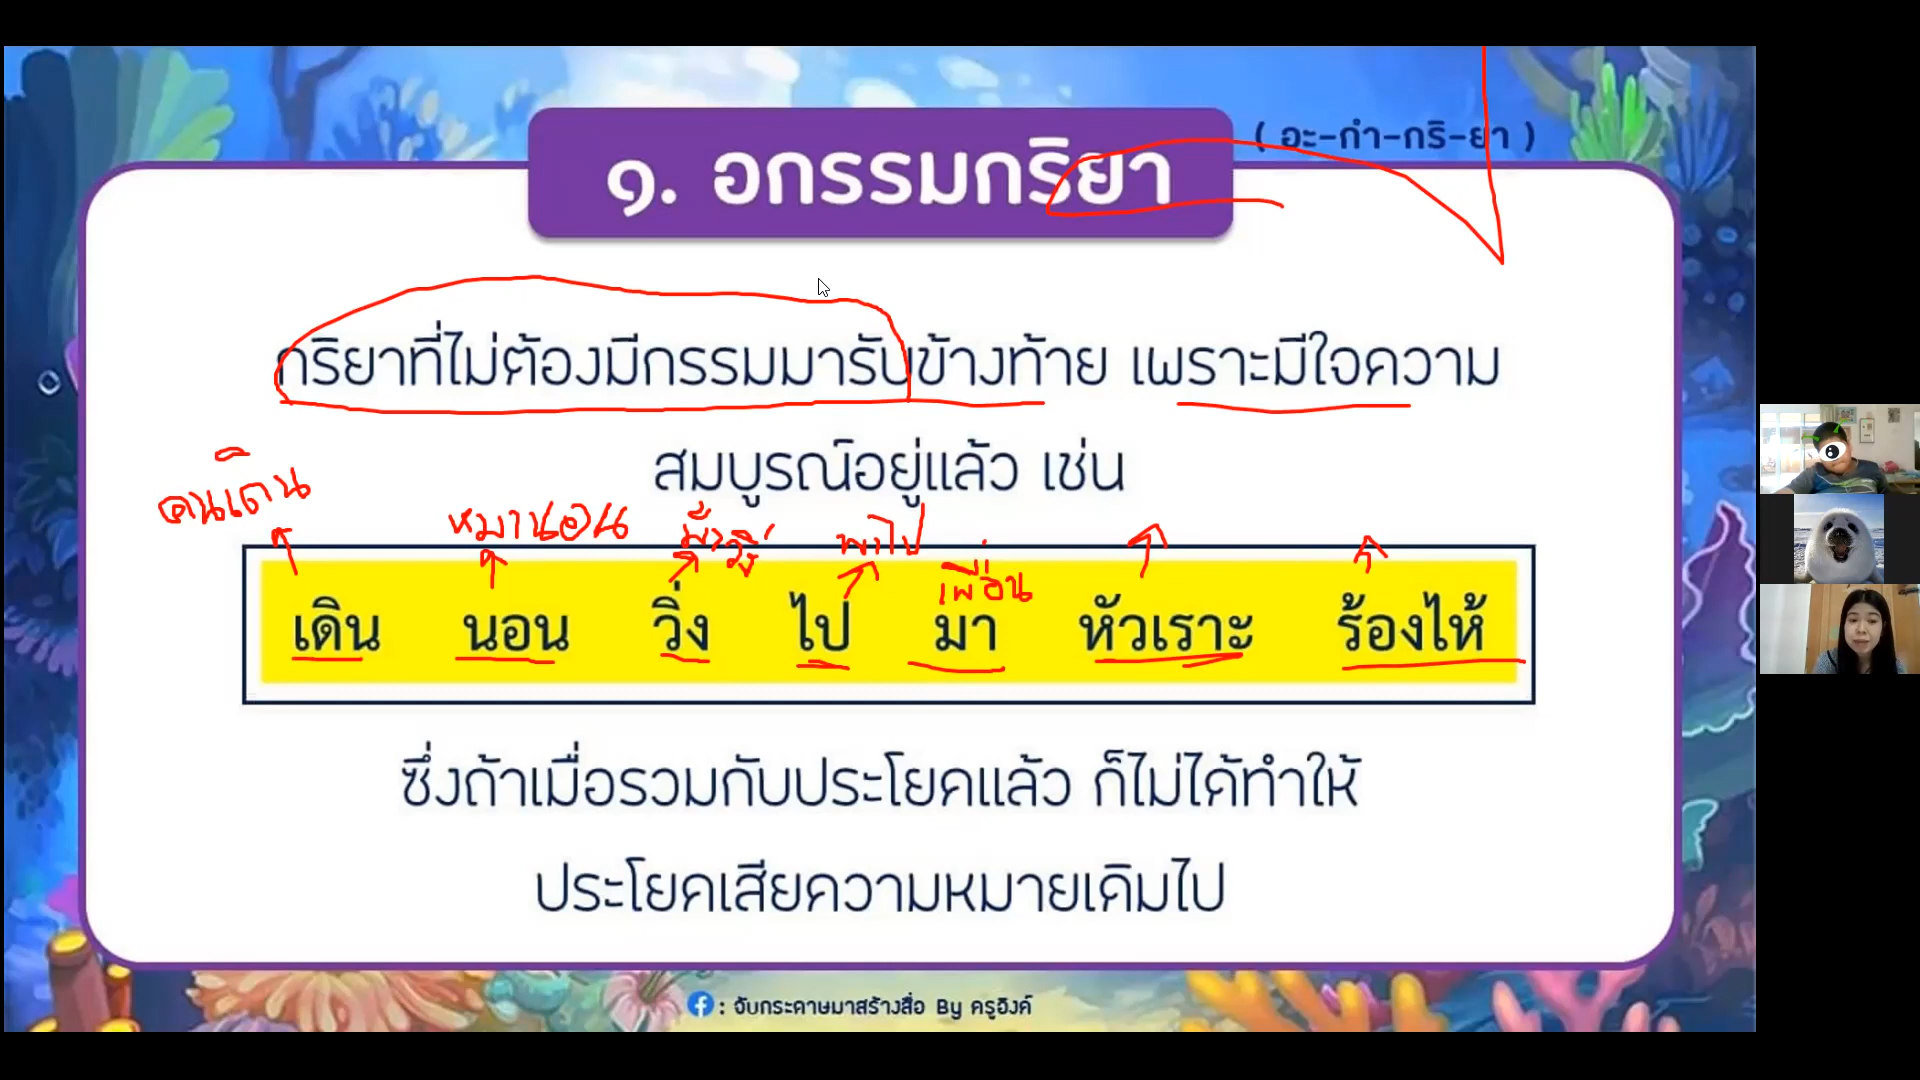 ( อะ-กำ-กริ-ยา )
๑. อกรรมกริยา
กริยาที่ไม่ต้องมีกรรมมารับข้างท้าย เพราะมีใจความ
สมบูรณ์อยู่แล้ว เช่น
คนเดิน หมานอน ม้าวิ่ง พาไป
เพื่อน
เดิน นอน วิ่ง ไป มา หัวเราะ ร้องไห้
ซึ่งถ้าเมื่อรวมกับประโยคแล้ว ก็ไม่ได้ทำให้
ประโยคเสียความหมายเดิมไป
: จับกระดาษมาสร้างสื่อ By ครูอิงค์